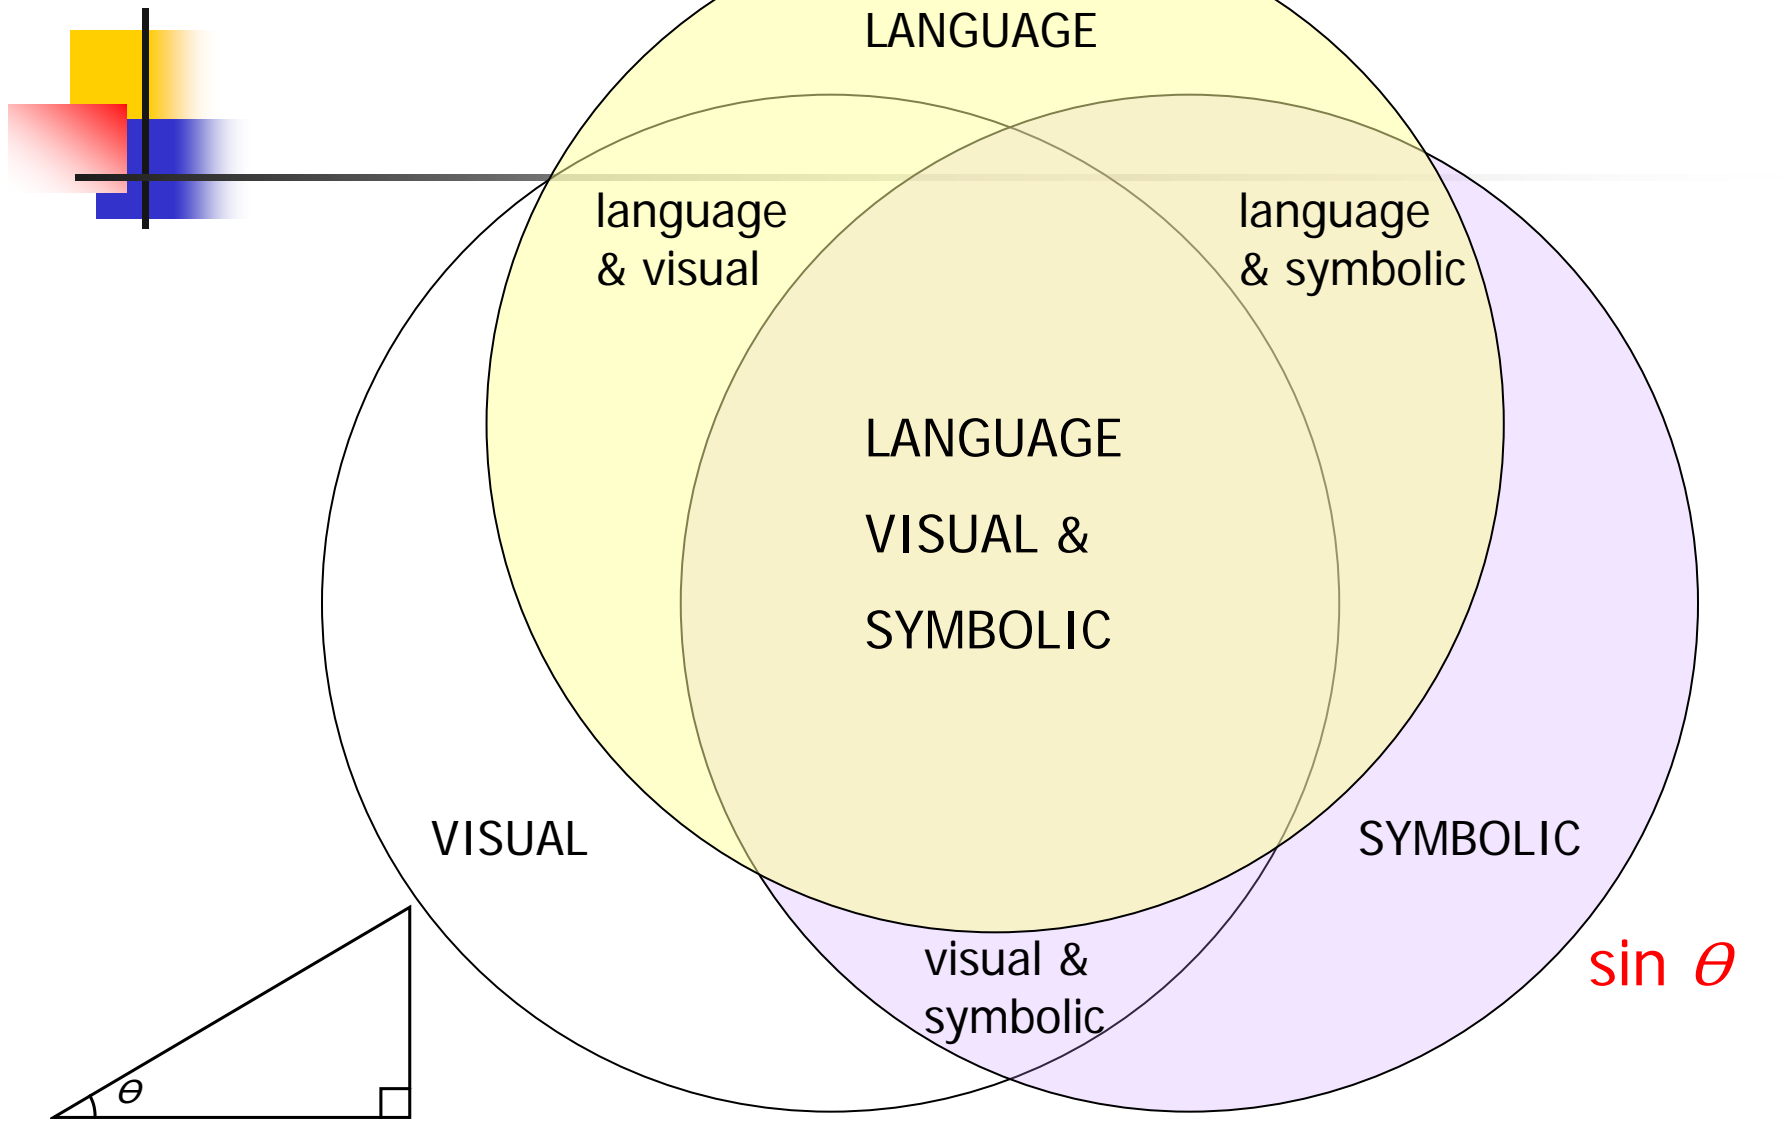 LANGUAGE
language
& visual
language
& symbolic
LANGUAGE
VISUAL &
SYMBOLIC
VISUAL
SYMBOLIC
visual &
symbolic
sin θ
θ